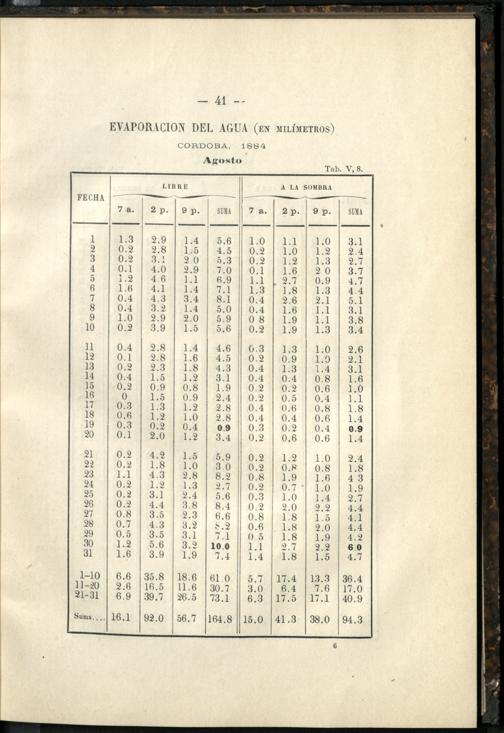 — 41 --
EVAPORACION DEL AGUA (EN MILÍMETROS)
CORDOBA, 1884
Agosto
Tab. V, 8.
FECHA LIBRE A LA SOMBRA
7 a. 2 p. 9 p. SUMA 7 a. 2 p. 9 p. SUMA
1 1.3 2.9 1.4 5.6 1.0 1.1 1.0 3.1
2 0.2 2.8 1.5 4.5 0.2 1.0 1.2 2.4
3 0.2 3.1 2 0 5.3 0.2 1.2 1.3 2.7
4 0.1 4.0 2.9 7.0 0.1 1.6 2 0 3.7
5 1.2 4.6 1.1 6.9 1.1 2.7 0.9 4.7
6 1.6 4.1 1.4 7.1 1.3 1.8 1.3 4.4
7 0.4 4.3 3.4 8.1 0.4 2.6 2.1 5.1
8 0.4 3.2 1.4 5.0 0.4 1.6 1.1 3.1
9 1.0 2.9 2.0 5.9 0 8 1.9 1.1 3.8
10 0.2 3.9 1.5 5.6 0.2 1.9 1.3 3.4
11 0.4 2.8 1.4 4.6 0.3 1.3 1.0 2.6
12 0.1 2.8 1.6 4.5 0.2 0.9 1.0 2.1
13 0.2 2.3 1.8 4.3 0.4 1.3 1.4 3.1
14 0.4 1.5 1.2 3.1 0.4 0.4 0.8 1.6
15 0.2 0.9 0.8 1.9 0.2 0.2 0.6 1.0
16 0 1.5 0.9 2.4 0.2 0.5 0.4 1.1
17 0.3 1.3 1.2 2.8 0.4 0.6 0.8 1.8
18 0.6 1.2 1.0 2.8 0.4 0.4 0.6 1.4
19 0.3 0.2 0.4 0.9 0.3 0.2 0.4 0.9
20 0.1 2.0 1.2 3.4 0.2 0.6 0.6 1.4
21 0.2 4.2 1.5 5.9 0.2 1.2 1.0 2.4
22 0.2 1.8 1.0 3 0 0.2 0.8 0.8 1.8
23 1.1 4.3 2.8 8.2 0.8 1.9 1.6 4 3
24 0.2 1.2 1.3 2.7 0.2 0.7 1.0 1.9
25 0.2 3.1 2.4 5.6 0.3 1.0 1.4 2.7
26 0.2 4.4 3.8 8.4 0.2 2.0 2.2 4.4
27 0.8 3.5 2.3 6.6 0.8 1.8 1.5 4.1
28 0.7 4.3 3.2 8.2 0.6 1.8 2.0 4.4
29 0.5 3.5 3.1 7.1 0 5 1.8 1.9 4.2
30 1.2 5.6 3.2 10.0 1.1 2.7 2.2 6 0
31 1.6 3.9 1.9 7.4 1.4 1.8 1.5 4.7
1-10 6.6 35.8 18.6 61.0 5.7 17.4 13.3 36.4
11-20 2.6 16.5 11.6 30.7 3.0 6.4 7.6 17.0
21-31 6.9 39.7 26.5 73.1 6.3 17.5 17.1 40.9
Suma.... 16.1 92.0 56.7 164.8 15.0 41.3 38.0 94.3
6